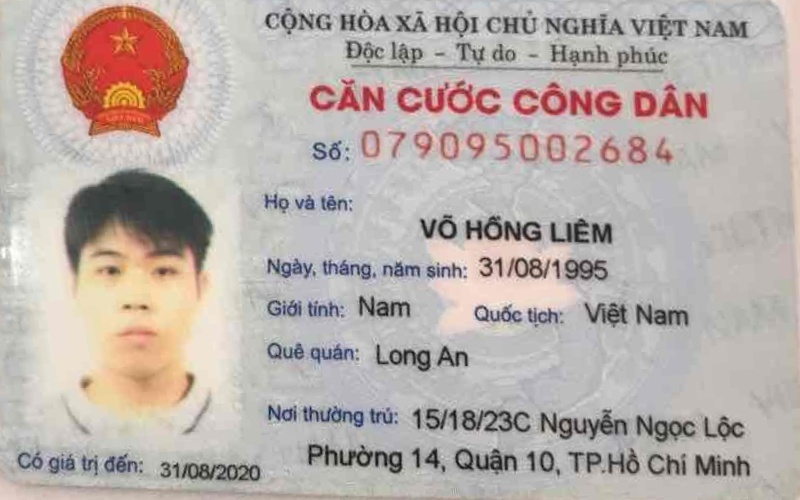 CỘNG HÒA XÃ HỘI CHỦ NGHĨA VIỆT NAM
Độc lập - Tự do - Hạnh phúc
CĂN CƯỚC CÔNG DÂN
Số: 079095002684
Họ và tên:
VÕ HỒNG LIÊM
Ngày, tháng, năm sinh: 31/08/1995
Giới tính: Nam Quốc tịch: Việt Nam
Quê quán: Long An
Nơi thường trú: 15/18/23C Nguyễn Ngọc Lộc
Phường 14, Quận 10, TP.Hồ Chí Minh
Có giá trị đến: 31/08/2020